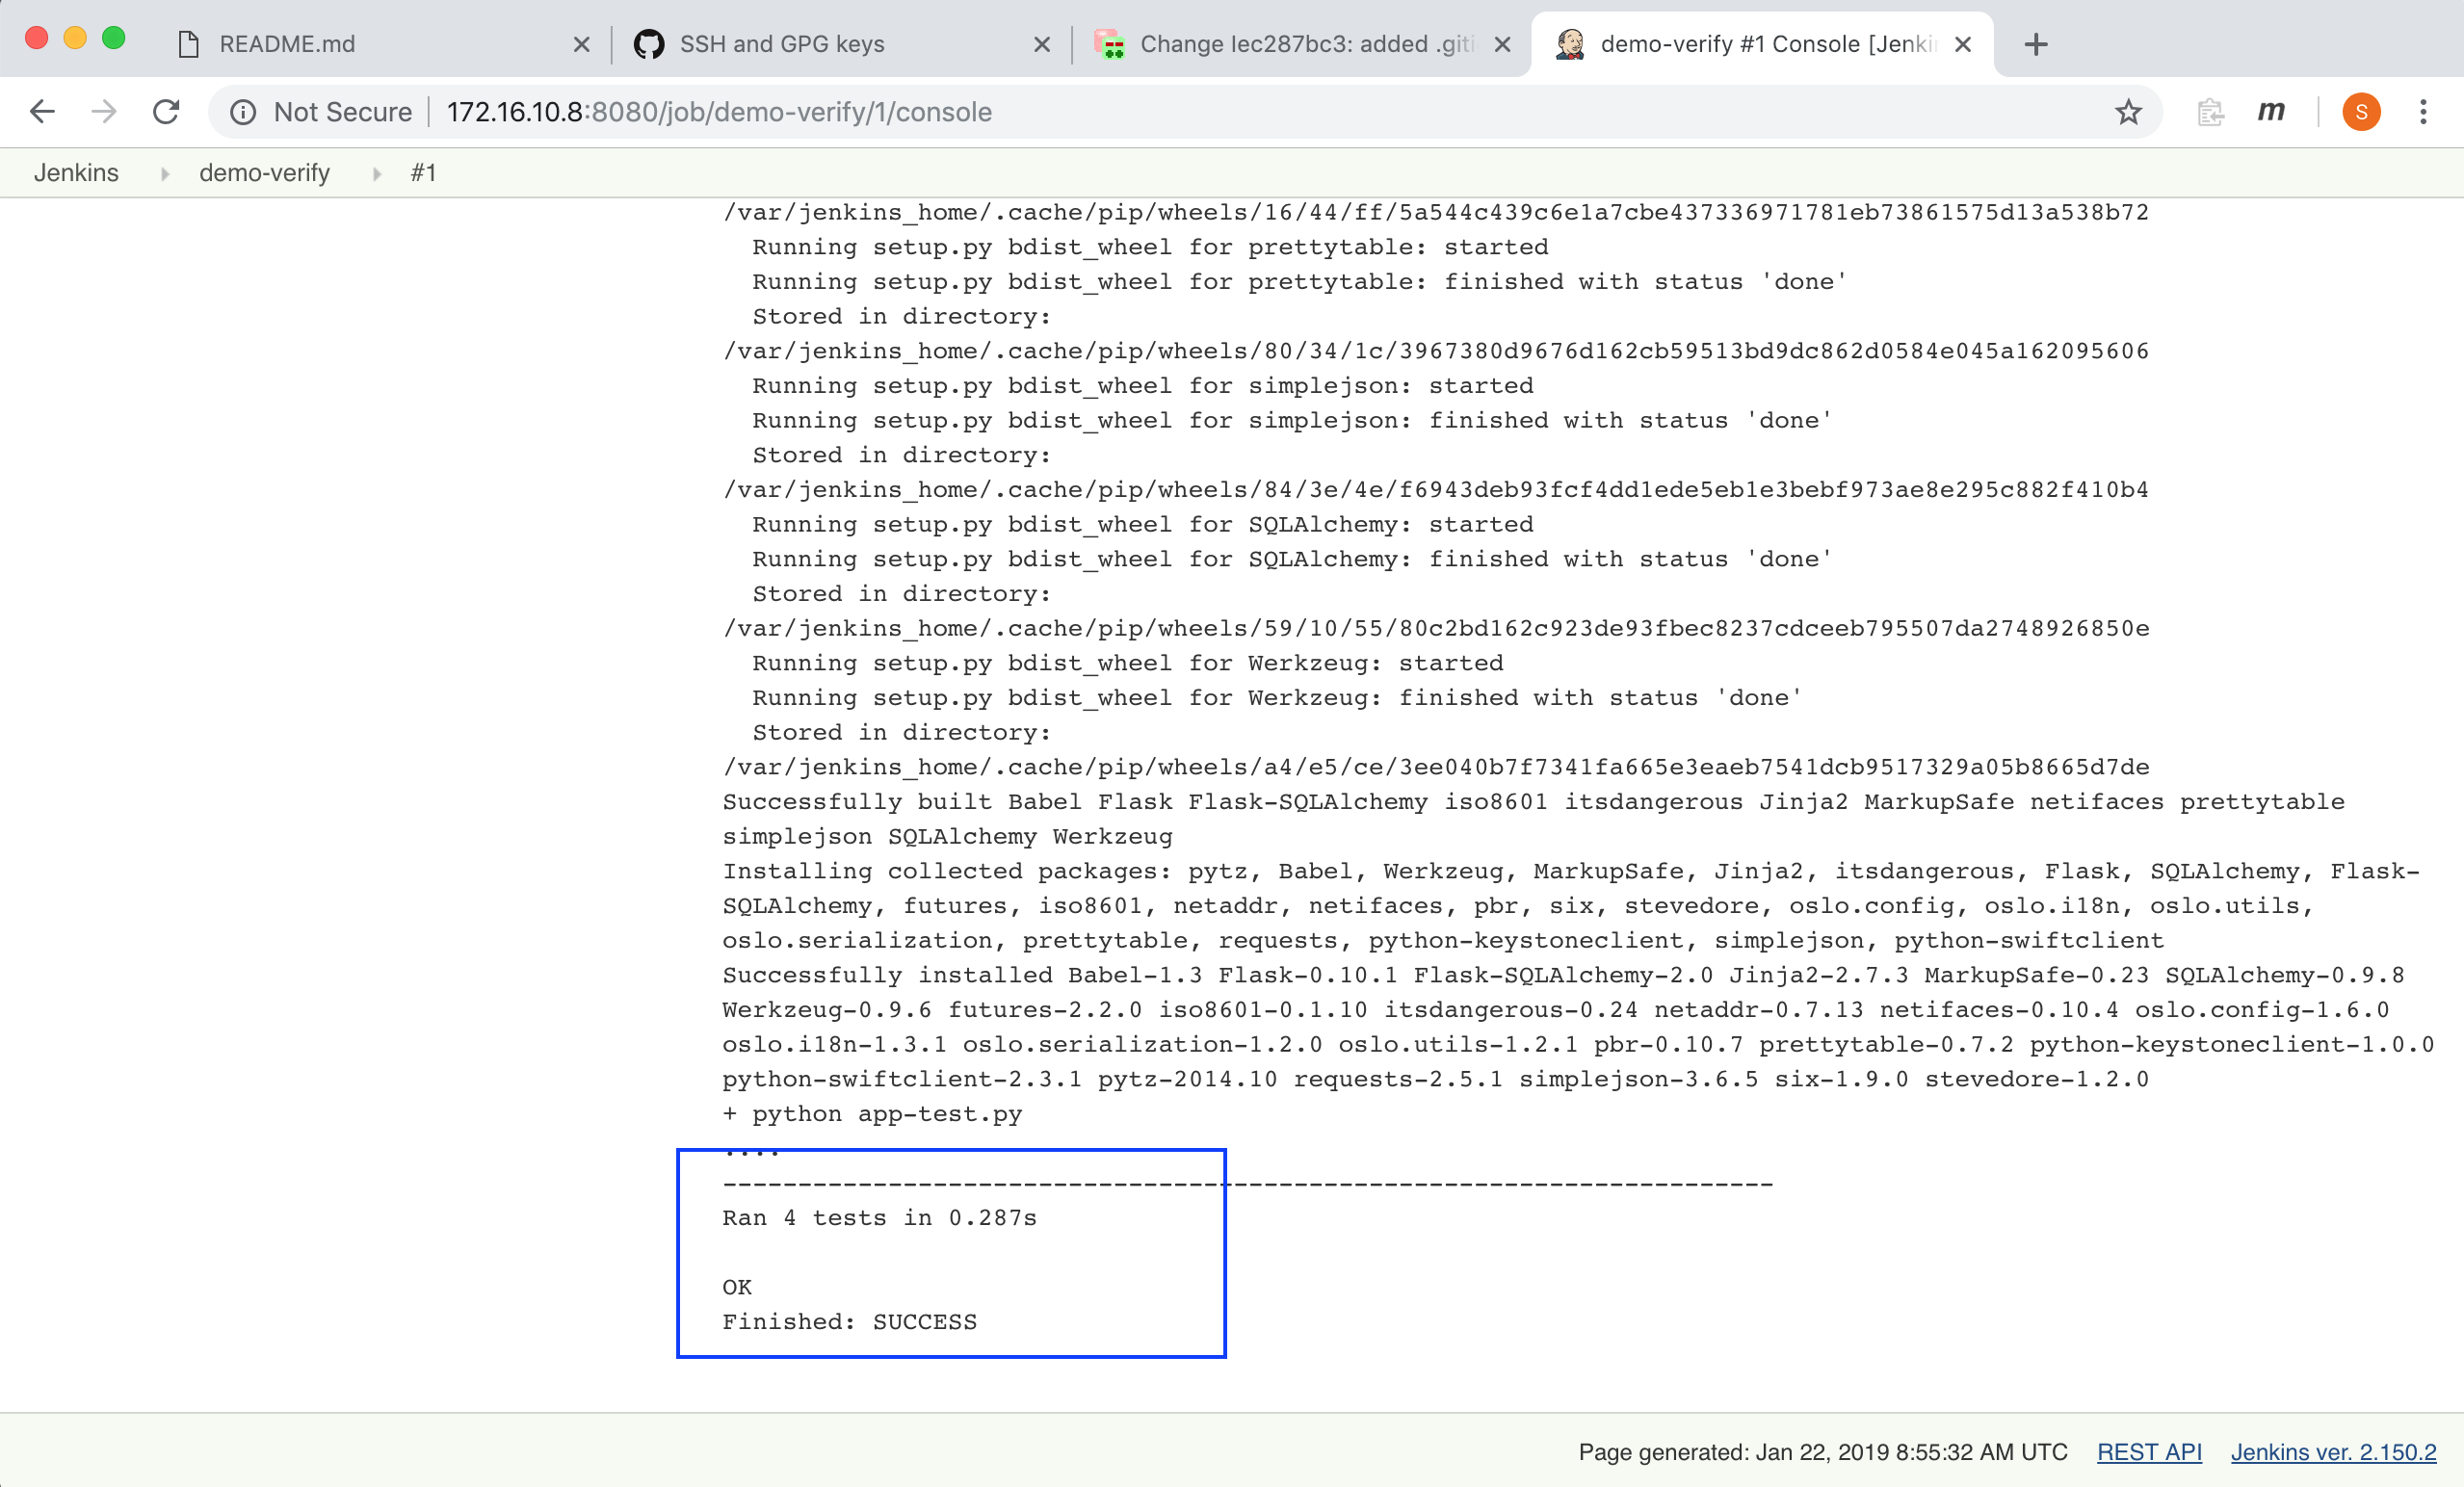 README.md
SSH and GPG keys
Change Iec287bc3: added .giti
demo-verify #1 Console [Jenki
Not Secure
172.16.10.8:8080/job/demo-verify/1/console
m
S
Jenkins
demo-verify
#1
/var/jenkins_home/.cache/pip/wheels/16/44/ff/5a544c439c6e1a7cbe437336971781eb73861575d13a538b72
Running setup.py bdist_wheel for prettytable: started
Running setup.py bdist_wheel for prettytable: finished with status 'done'
Stored in directory:
/var/jenkins_home/.cache/pip/wheels/80/34/1c/3967380d9676d162cb59513bd9dc862d0584e045a162095606
Running setup.py bdist_wheel for simplejson: started
Running setup.py bdist_wheel for simplejson: finished with status 'done'
Stored in directory:
/var/jenkins_home/.cache/pip/wheels/84/3e/4e/f6943deb93fcf4dd1ede5eb1e3bebf973ae8e295c882f410b4
Running setup.py bdist_wheel for SQLAlchemy: started
Running setup.py bdist_wheel for SQLAlchemy: finished with status 'done'
Stored in directory:
/var/jenkins_home/.cache/pip/wheels/59/10/55/80c2bd162c923de93fbec8237cdceeb795507da2748926850e
Running setup.py bdist_wheel for Werkzeug: started
Running setup.py bdist_wheel for Werkzeug: finished with status 'done'
Stored in directory:
/var/jenkins_home/.cache/pip/wheels/a4/e5/ce/3ee040b7f7341fa665e3eaeb7541dcb9517329a05b8665d7de
Successfully built Babel Flask Flask-SQLAlchemy iso8601 itsdangerous Jinja2 MarkupSafe netifaces prettytable
simplejson SQLAlchemy Werkzeug
Installing collected packages: pytz, Babel, Werkzeug, MarkupSafe, Jinja2, itsdangerous, Flask, SQLAlchemy, Flask-
SQLAlchemy, futures, iso8601, netaddr, netifaces, pbr, six, stevedore, oslo.config, oslo.i18n, oslo.utils,
oslo.serialization, prettytable, requests, python-keystoneclient, simplejson, python-swiftclient
Successfully installed Babel-1.3 Flask-0.10.1 Flask-SQLAlchemy-2.0 Jinja2-2.7.3 MarkupSafe-0.23 SQLAlchemy-0.9.8
Werkzeug-0.9.6 futures-2.2.0 iso8601-0.1.10 itsdangerous-0.24 netaddr-0.7.13 netifaces-0.10.4 oslo.config-1.6.0
oslo.i18n-1.3.1 oslo.serialization-1.2.0 oslo.utils-1.2.1 pbr-0.10.7 prettytable-0.7.2 python-keystoneclient-1.0.0
python-swiftclient-2.3.1 pytz-2014.10 requests-2.5.1 simplejson-3.6.5 six-1.9.0 stevedore-1.2.0
+ python app-test.py
....
----------------------------------------------------------------------
Ran 4 tests in 0.287s
OK
Finished: SUCCESS
Page generated: Jan 22, 2019 8:55:32 AM UTC REST API Jenkins ver. 2.150.2